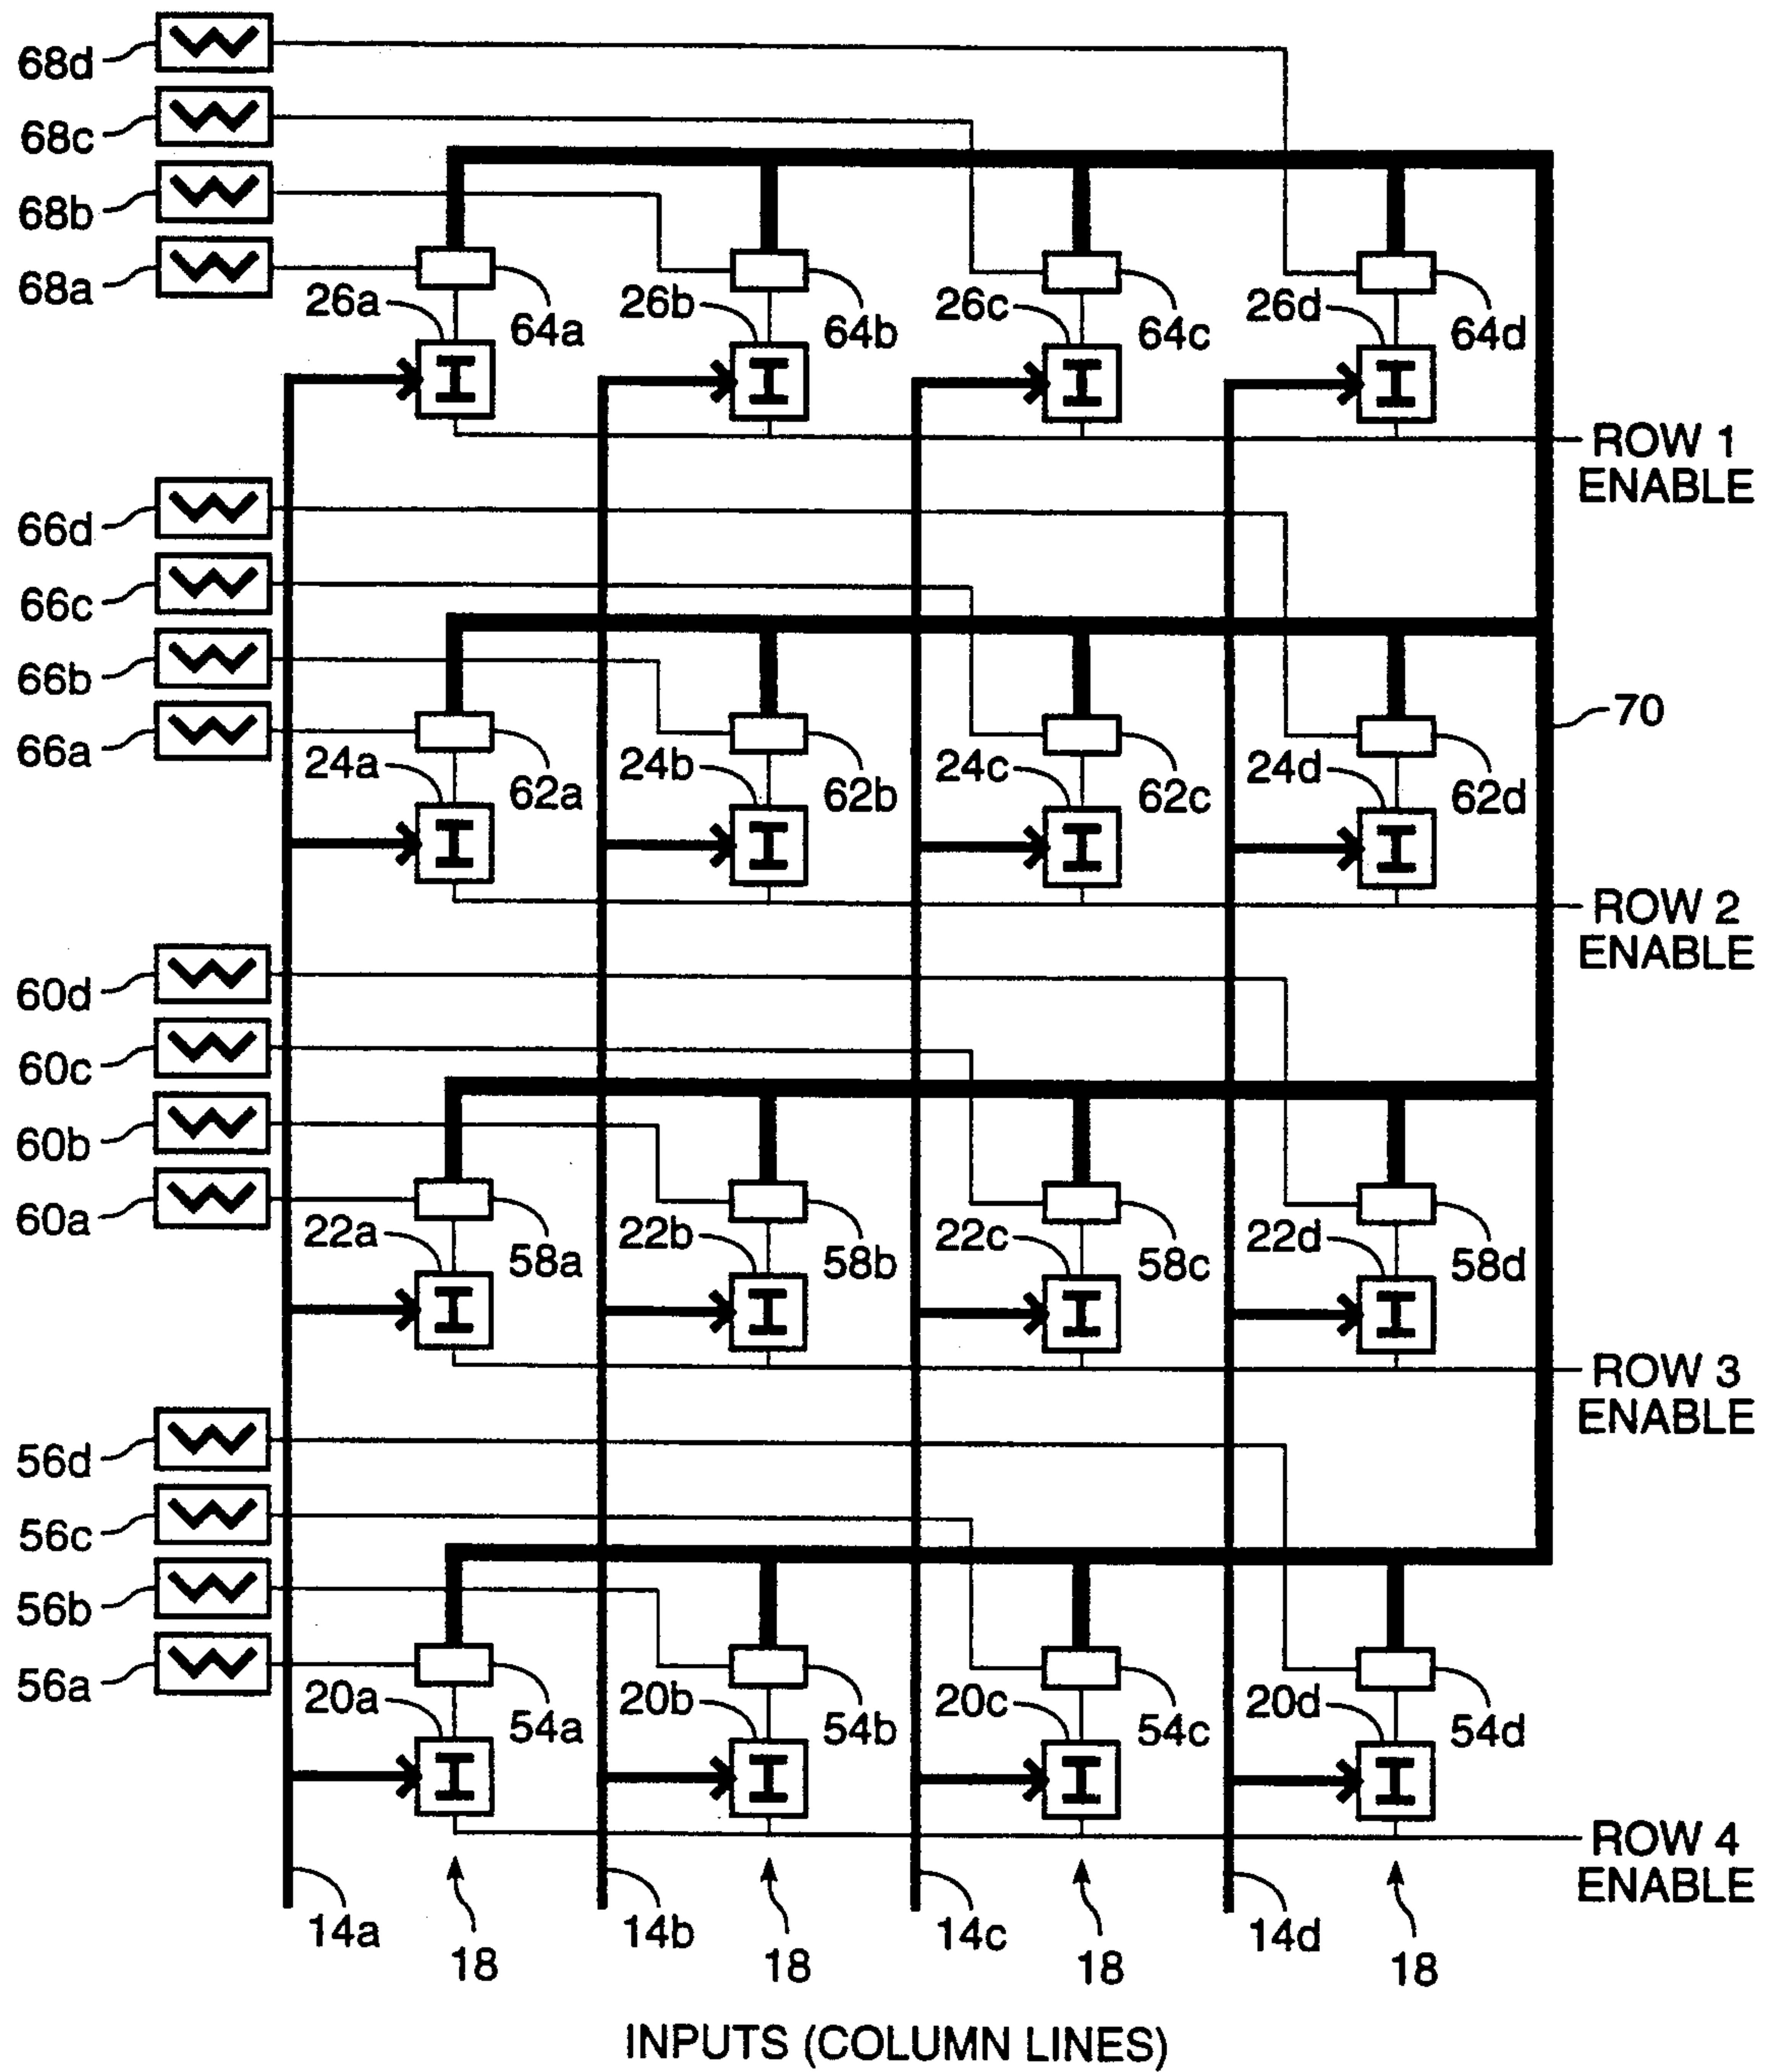 68d
68c
68b
68a
26a
64a
26b
64b
26c
64c
26d
64d
I
I
I
I
ROW 1
ENABLE
66d
66c
66b
66a
24a
62a
24b
62b
24c
62c
24d
62d
70
I
I
I
I
ROW 2
ENABLE
60d
60c
60b
60a
22a
58a
22b
58b
22c
58c
22d
58d
I
I
I
I
ROW 3
ENABLE
56d
56c
56b
56a
20a
54a
20b
54b
20c
54c
20d
54d
I
I
I
I
ROW 4
ENABLE
14a
18
14b
18
14c
18
14d
18
INPUTS (COLUMN LINES)